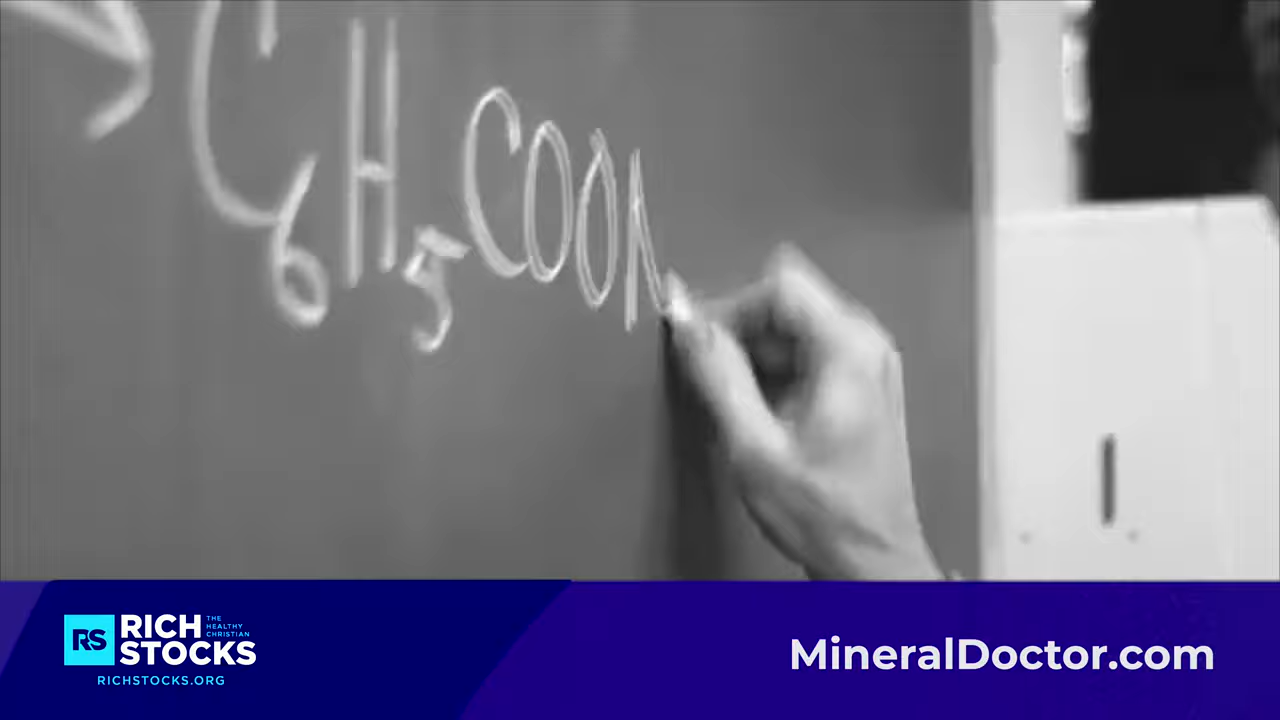 C6H5COON
RS
RICH THE HEALTHY CHRISTIAN
STOCKS
RICHSTOCKS.ORG
MineralDoctor.com